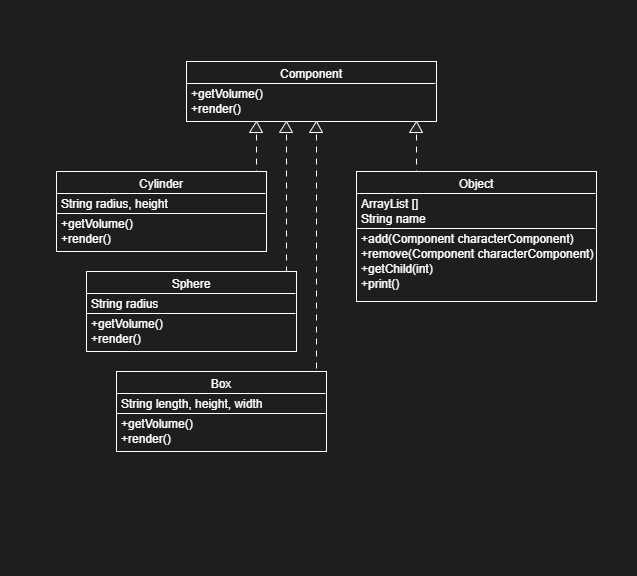 Component
+getVolume()
+render()
Cylinder
String radius, height
+getVolume()
+render()
Object
ArrayList []
String name
+add(Component characterComponent)
+remove(Component characterComponent)
+getChild(int)
+print()
Sphere
String radius
+getVolume()
+render()
Box
String length, height, width
+getVolume()
+render()